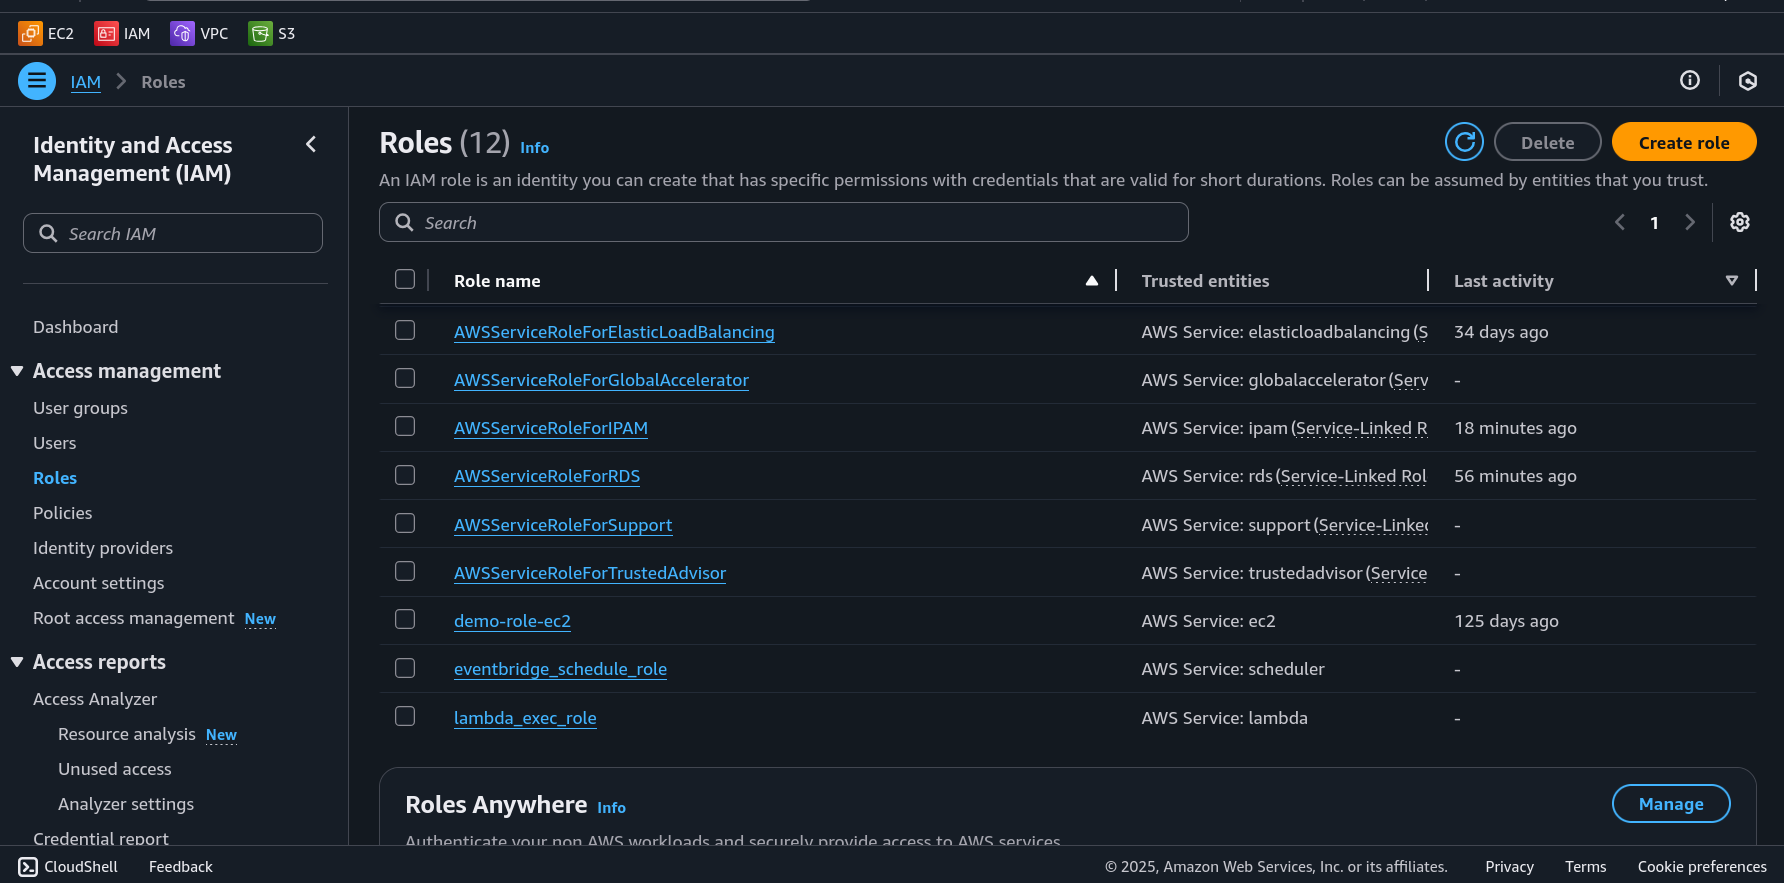 EC2 IAM VPC S3
IAM Roles
Identity and Access
Management (IAM)
Search IAM
Dashboard
Access management
User groups
Users
Roles
Policies
Identity providers
Account settings
Root access management New
Access reports
Access Analyzer
Resource analysis New
Unused access
Analyzer settings
Credential report
Roles (12) Info
Delete
Create role
An IAM role is an identity you can create that has specific permissions with credentials that are valid for short durations. Roles can be assumed by entities that you trust.
Search
1
Role name Trusted entities Last activity
AWSServiceRoleForElasticLoadBalancing AWS Service: elasticloadbalancing (S 34 days ago
AWSServiceRoleForGlobalAccelerator AWS Service: globalaccelerator (Serv -
AWSServiceRoleForIPAM AWS Service: ipam (Service-Linked R 18 minutes ago
AWSServiceRoleForRDS AWS Service: rds (Service-Linked Rol 56 minutes ago
AWSServiceRoleForSupport AWS Service: support (Service-Linked -
AWSServiceRoleForTrustedAdvisor AWS Service: trustedadvisor (Service -
demo-role-ec2 AWS Service: ec2 125 days ago
eventbridge_schedule_role AWS Service: scheduler -
lambda_exec_role AWS Service: lambda -
Roles Anywhere Info
Manage
Authenticate your non AWS workloads and securely provide access to AWS services.
CloudShell Feedback © 2025, Amazon Web Services, Inc. or its affiliates. Privacy Terms Cookie preferences